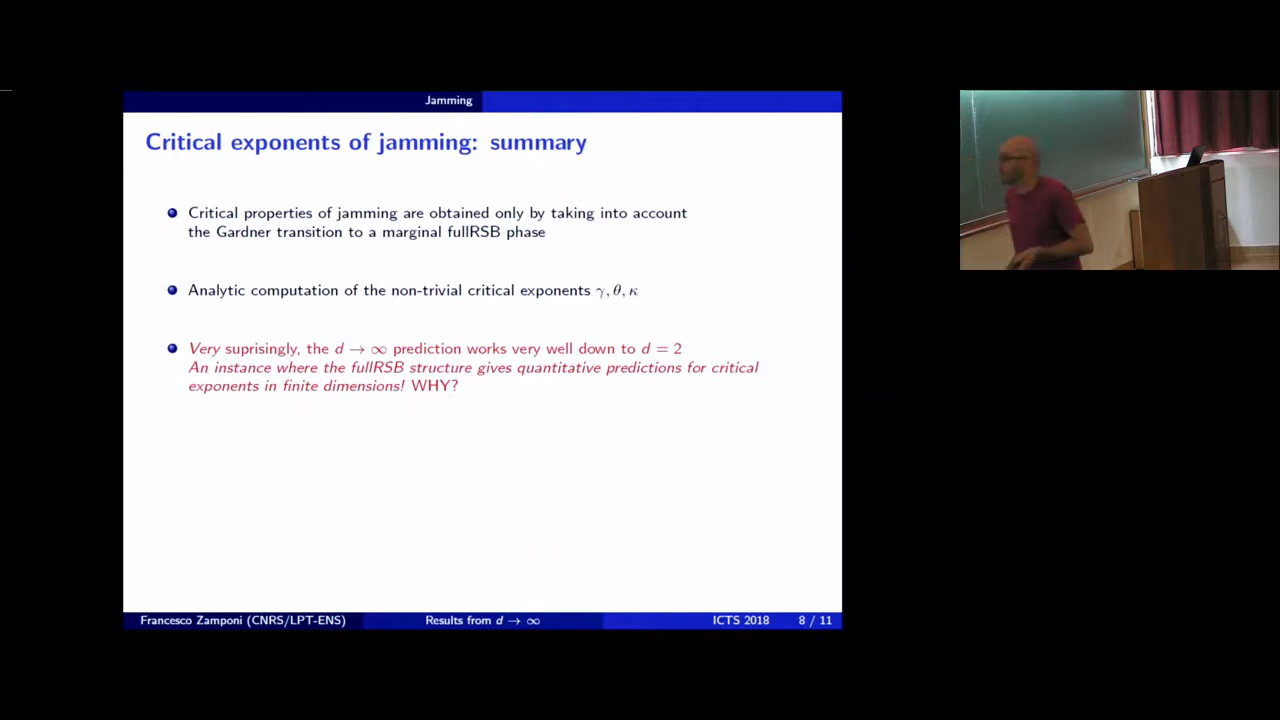 Jamming
Critical exponents of jamming: summary
Critical properties of jamming are obtained only by taking into account
the Gardner transition to a marginal fullRSB phase
Analytic computation of the non-trivial critical exponents γ, θ, κ
Very suprisingly, the d → ∞ prediction works very well down to d = 2
An instance where the fullRSB structure gives quantitative predictions for critical
exponents in finite dimensions! WHY?
Francesco Zamponi (CNRS/LPT-ENS) Results from d → ∞ ICTS 2018 8 / 11